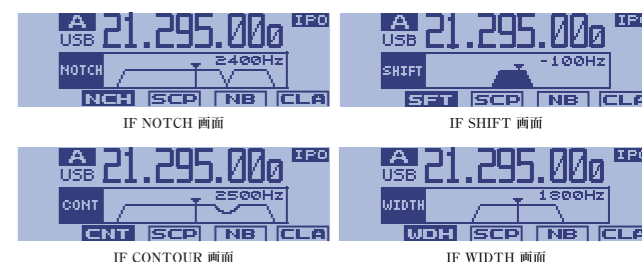 A USB 21.295.000 IPO
NOTCH 2400Hz
NCH SCP NB CLA
IF NOTCH 画面
A USB 21.295.000 IPO
SHIFT -100Hz
SFT SCP NB CLA
IF SHIFT 画面
A USB 21.295.000 IPO
CONT 2500Hz
CNT SCP NB CLA
IF CONTOUR 画面
A USB 21.295.000 IPO
WIDTH 1800Hz
WDH SCP NB CLA
IF WIDTH 画面